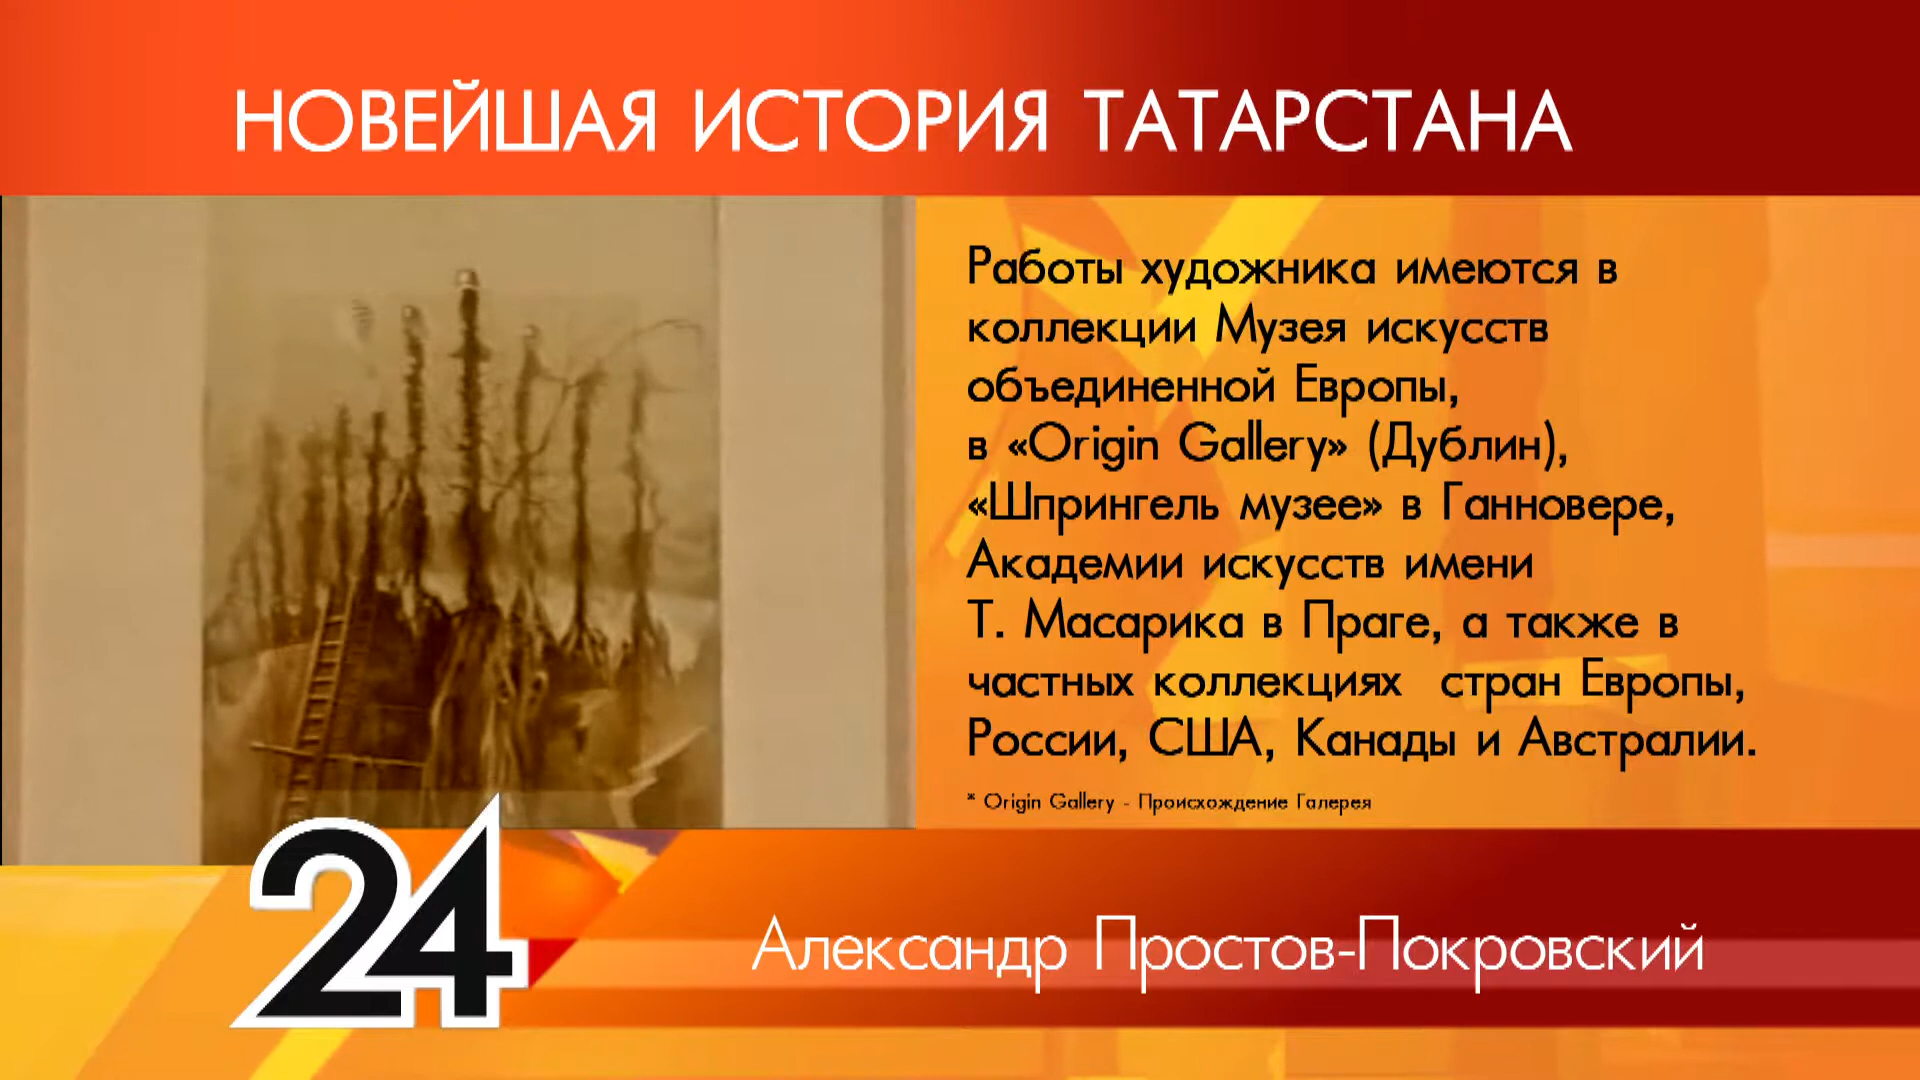 НОВЕЙШАЯ ИСТОРИЯ ТАТАРСТАНА
Работы художника имеются в
коллекции Музея искусств
объединенной Европы,
в «Origin Gallery» (Дублин),
«Шпрингель музее» в Ганновере,
Академии искусств имени
Т. Масарика в Праге, а также в
частных коллекциях стран Европы,
России, США, Канады и Австралии.
* Origin Gallery - Происхождение Галерея
24
Александр Простов-Покровский